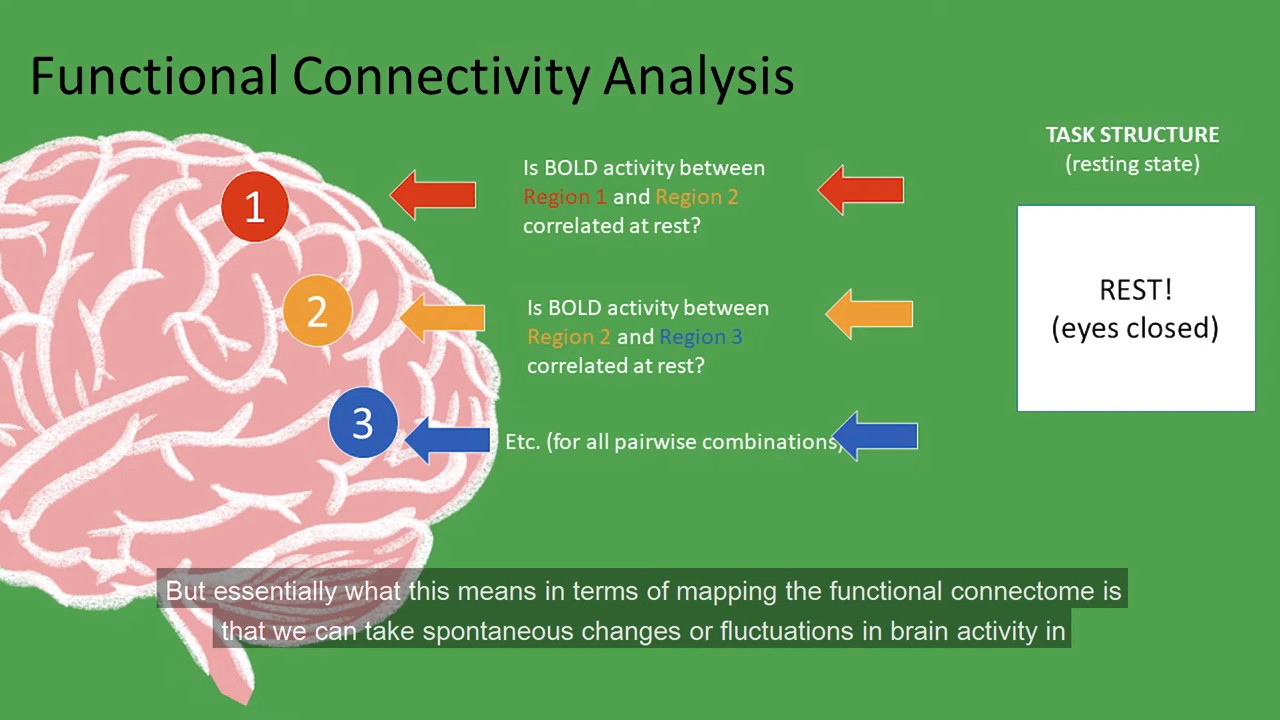 Functional Connectivity Analysis
TASK STRUCTURE
(resting state)
1
Is BOLD activity between
Region 1 and Region 2
correlated at rest?
REST!
(eyes closed)
2
Is BOLD activity between
Region 2 and Region 3
correlated at rest?
3
Etc. (for all pairwise combinations)
But essentially what this means in terms of mapping the functional connectome is
that we can take spontaneous changes or fluctuations in brain activity in